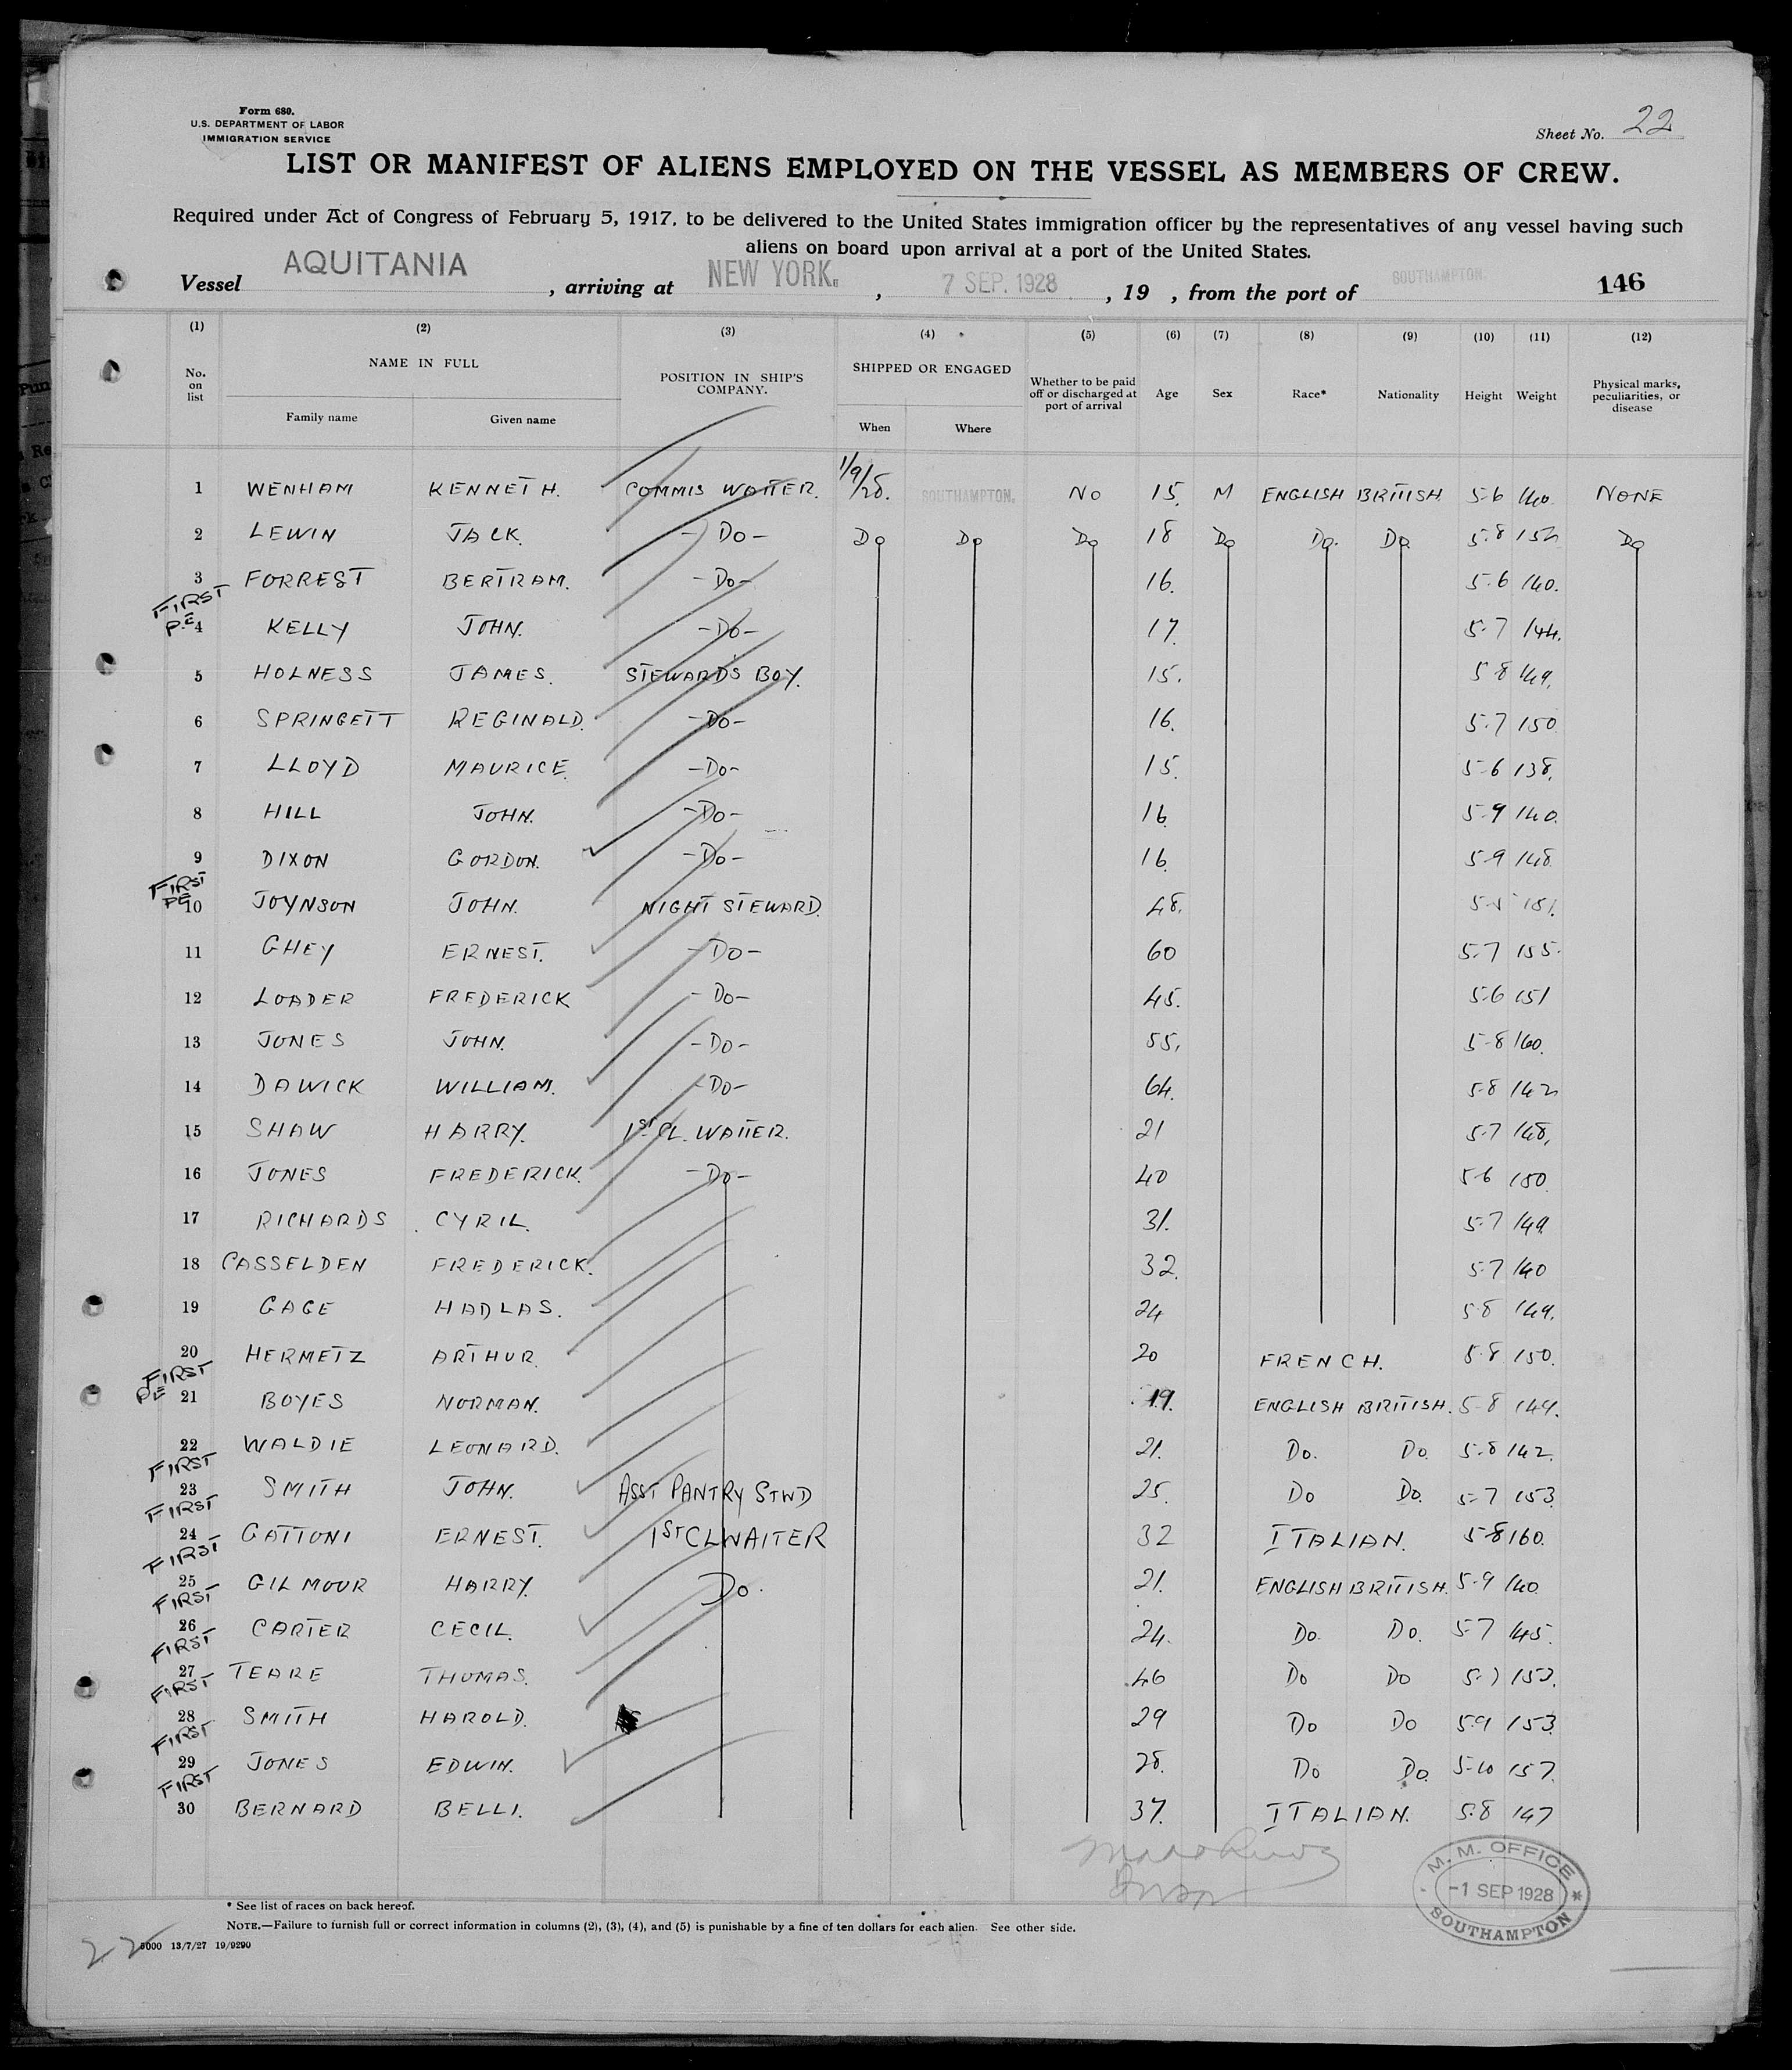 Form 680.
U.S. DEPARTMENT OF LABOR
IMMIGRATION SERVICE
Sheet No. 22
LIST OR MANIFEST OF ALIENS EMPLOYED ON THE VESSEL AS MEMBERS OF CREW.
Required under Act of Congress of February 5, 1917, to be delivered to the United States immigration officer by the representatives of any vessel having such
aliens on board upon arrival at a port of the United States.
Vessel AQUITANIA, arriving at NEW YORK, 7 SEP. 1928, 19 , from the port of SOUTHAMPTON. 146
(1) (2) (3) (4) (5) (6) (7) (8) (9) (10) (11) (12)
No. on list NAME IN FULL POSITION IN SHIP'S COMPANY. SHIPPED OR ENGAGED Whether to be paid off or discharged at port of arrival Age Sex Race* Nationality Height Weight Physical marks, peculiarities, or disease
Family name Given name When Where
1 WENHAM KENNETH. COMMIS WAITER. 1/9/28. SOUTHAMPTON. NO 15. M ENGLISH BRITISH 5-6 140. NONE
2 LEWIN JACK. -Do- Do Do Do 18 Do Do. Do 5.8 152 Do
3 FORREST BERTRAM. -Do- 16. 5.6 140.
FIRST
P.E 4 KELLY JOHN. -Do- 17. 5-7 144.
5 HOLNESS JAMES. STEWARDS BOY. 15. 5-8 149.
6 SPRINGETT REGINALD. -Do- 16. 5.7 150
7 LLOYD MAURICE. -Do- 15. 5-6 138.
8 HILL JOHN. -Do- 16. 5-9 140.
9 DIXON GORDON. -Do- 16. 5-9 148
FIRST
PE 10 JOYNSON JOHN. NIGHT STEWARD. 48. 151.
11 GHEY ERNEST. -Do- 60 5.7 155.
12 LOADER FREDERICK -Do- 45. 5-6 151
13 JONES JOHN. -Do- 55. 5-8 160.
14 DAWICK WILLIAM. -Do- 64. 5-8 142
15 SHAW HARRY. 1ST CL. WAITER. 21 5-7 148.
16 JONES FREDERICK. -Do- 40 5-6 150.
17 RICHARDS CYRIL. 31. 5-7 149.
18 CASSELDEN FREDERICK. 32. 5-7 140
19 GAGE HADLAS. 24 5-8 149.
20 HERMETZ ARTHUR. 20 FRENCH. 5-8 150.
FIRST
PE 21 BOYES NORMAN. 19. ENGLISH BRITISH. 5-8 149.
22 WALDIE LEONARD. 21. Do. Do 5-8 142.
FIRST
23 SMITH JOHN. ASST PANTRY STWD 25. Do Do. 5-7 153.
FIRST
24 GATTONI ERNEST. 1ST CL WAITER 32 ITALIAN. 5-8 160.
FIRST
25 GILMOUR HARRY. Do. 21. ENGLISH BRITISH. 5-9 140.
FIRST
26 CARTER CECIL. 24. Do. Do. 5-7 145.
FIRST
27 TEARE THOMAS. 46 Do Do 5-7 153.
FIRST
28 SMITH HAROLD. 29 Do Do 5.9 153.
FIRST
29 JONES EDWIN. 28. Do Do. 5-10 157.
FIRST
30 BERNARD BELLI. 37. ITALIAN. 5.8 147
M. M. OFFICE
-1 SEP 1928 *
SOUTHAMPTON
* See list of races on back hereof.
NOTE.—Failure to furnish full or correct information in columns (2), (3), (4), and (5) is punishable by a fine of ten dollars for each alien. See other side.
22 5000 13/7/27 19/9290